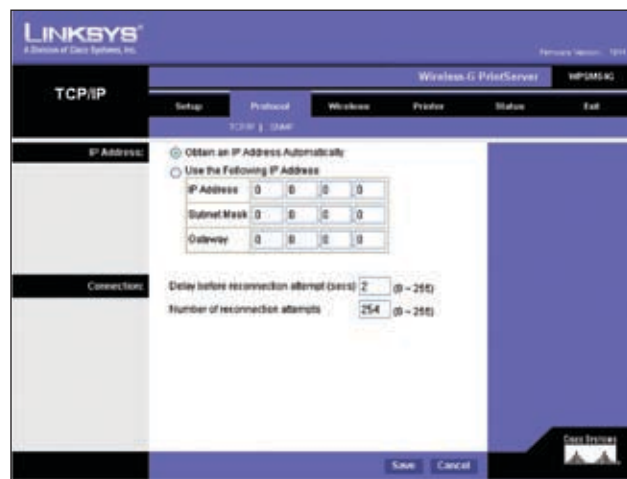 LINKSYS®
A Division of Cisco Systems, Inc.
Firmware Version:
Wireless-G PrintServer WPSM54G
TCP/IP
Setup Protocol Wireless Printer Status Exit
TCP/IP | SNMP
IP Address:
Obtain an IP Address Automatically
Use the Following IP Address
IP Address 0 0 0 0
Subnet Mask 0 0 0 0
Gateway 0 0 0 0
Connection:
Delay before reconnection attempt (secs) 2 (0 ~ 255)
Number of reconnection attempts 254 (0 ~ 255)
Save Cancel
Cisco Systems